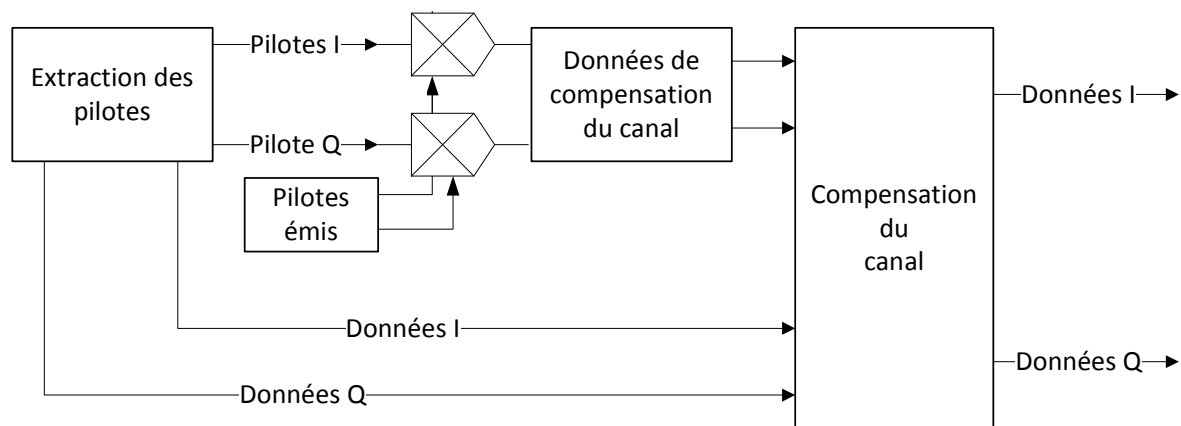 Extraction des
pilotes
Pilotes I
Pilote Q
Pilotes
émis
Données de
compensation
du canal
Compensation
du
canal
Données I
Données Q
Données I
Données Q